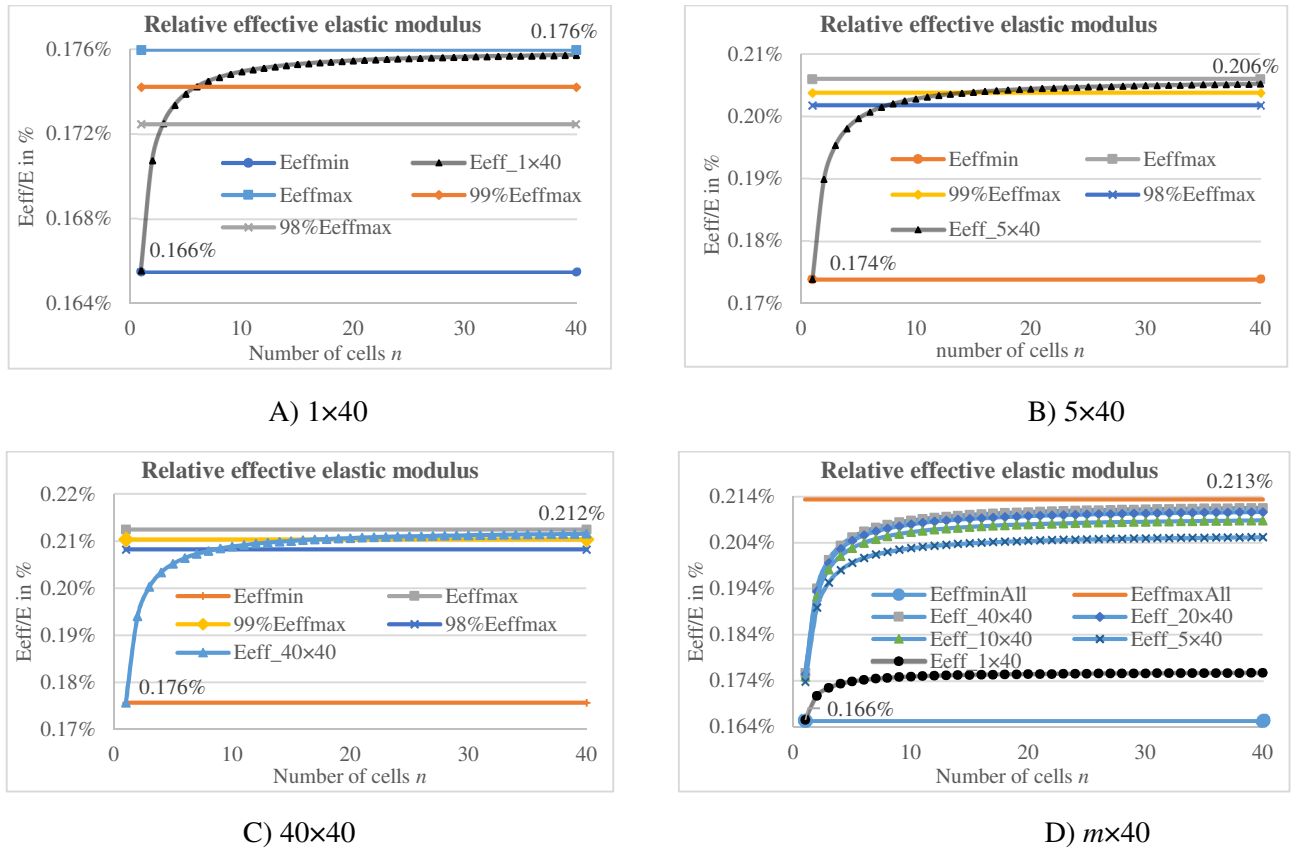 Relative effective elastic modulus
Eeff/E in %
0.176%
0.172%
0.168%
0.164%
0.176%
0.166%
Eeffmin
Eeff_1×40
Eeffmax
99%Eeffmax
98%Eeffmax
0 10 20 30 40
Number of cells n
A) 1×40
Relative effective elastic modulus
Eeff/E in %
0.21%
0.20%
0.19%
0.18%
0.17%
0.206%
0.174%
Eeffmin
Eeffmax
99%Eeffmax
98%Eeffmax
Eeff_5×40
0 10 20 30 40
number of cells n
B) 5×40
Relative effective elastic modulus
Eeff/E in %
0.22%
0.21%
0.20%
0.19%
0.18%
0.17%
0.212%
0.176%
Eeffmin
Eeffmax
99%Eeffmax
98%Eeffmax
Eeff_40×40
0 10 20 30 40
Number of cells n
C) 40×40
Relative effective elastic modulus
Eeff/E in %
0.214%
0.204%
0.194%
0.184%
0.174%
0.164%
0.213%
0.166%
EeffminAll
EeffmaxAll
Eeff_40×40
Eeff_20×40
Eeff_10×40
Eeff_5×40
Eeff_1×40
0 10 20 30 40
Number of cells n
D) m×40